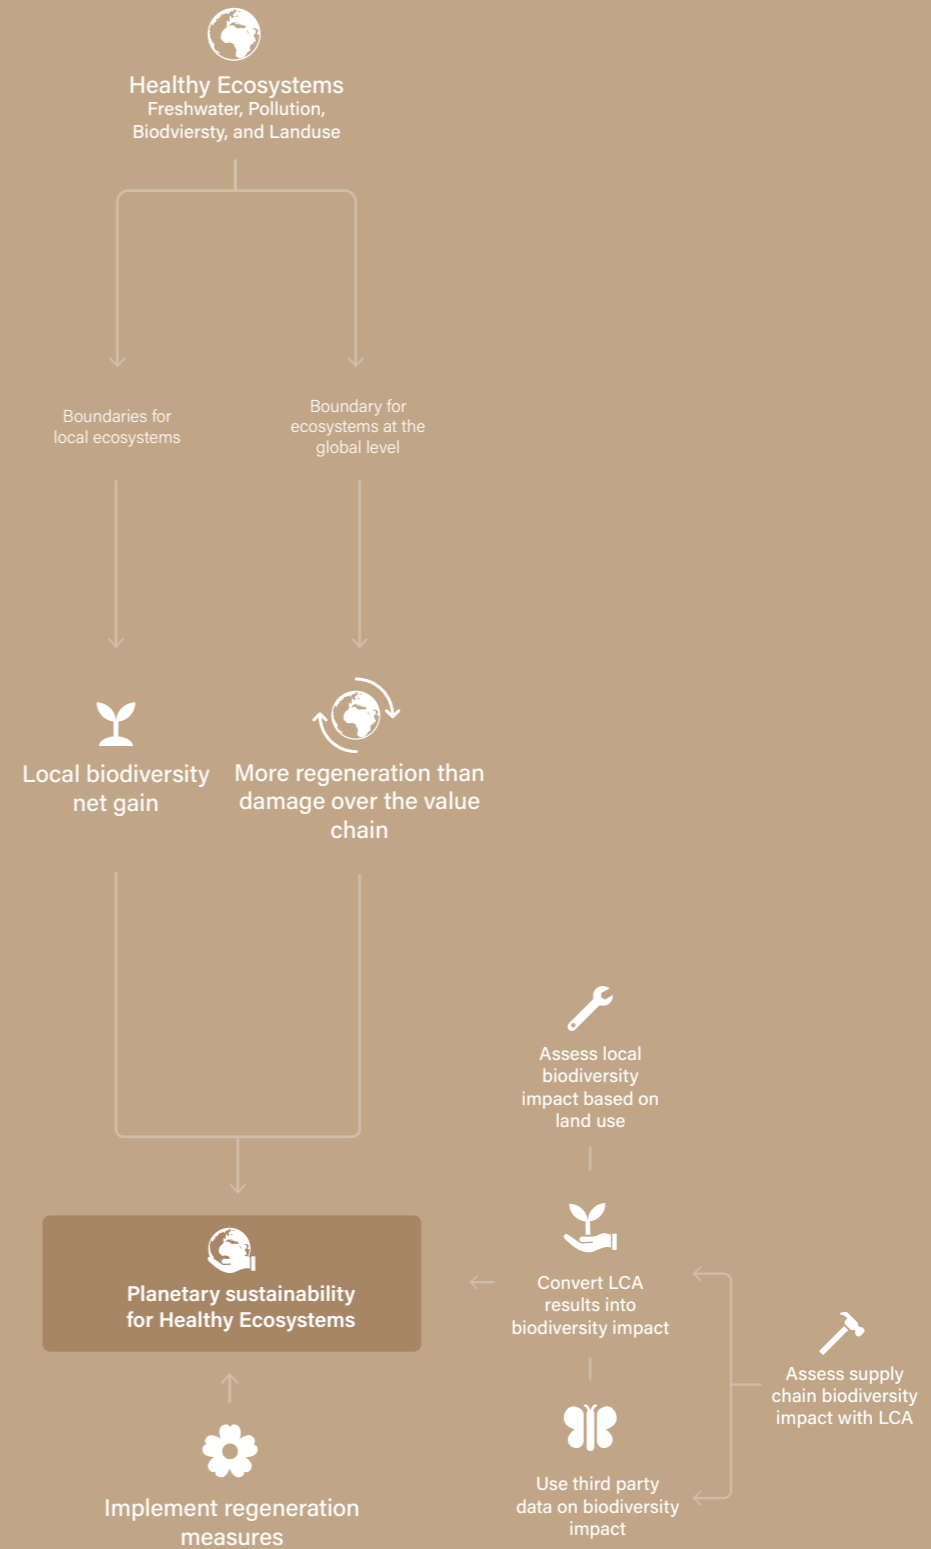 Healthy Ecosystems
Freshwater, Pollution,
Biodviersty, and Landuse
Boundaries for
local ecosystems
Boundary for
ecosystems at the
global level
Local biodiversity
net gain
More regeneration than
damage over the value
chain
Assess local
biodiversity
impact based on
land use
Planetary sustainability
for Healthy Ecosystems
Convert LCA
results into
biodiversity impact
Assess supply
chain biodiversity
impact with LCA
Implement regeneration
measures
Use third party
data on biodiversity
impact